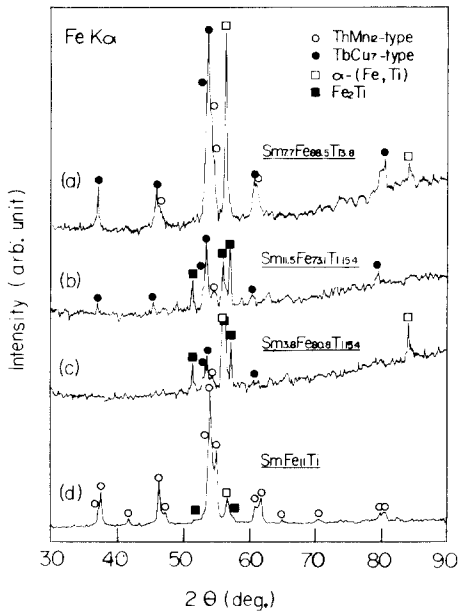 Fe Kα
○ ThMn12-type
● TbCu7-type
□ α-(Fe,Ti)
■ Fe2Ti
Sm7.7Fe88.5Ti3.8
(a)
Sm11.5Fe73.1Ti15.4
(b)
Sm3.8Fe80.8Ti15.4
(c)
SmFe11Ti
(d)
Intensity (arb. unit)
30 40 50 60 70 80 90
2 θ (deg.)